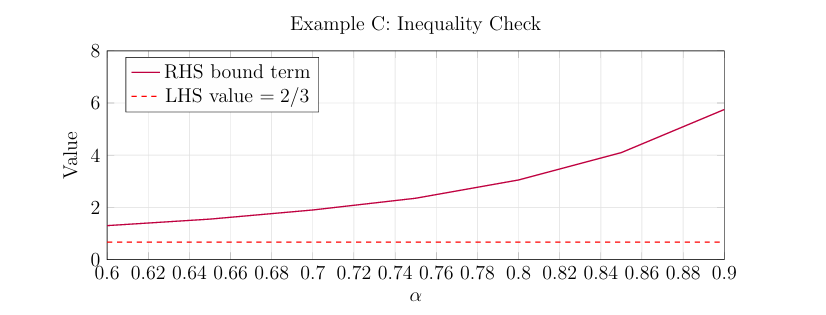 Example C: Inequality Check
RHS bound term
LHS value = 2/3
Value
8
6
4
2
0
0.6 0.62 0.64 0.66 0.68 0.7 0.72 0.74 0.76 0.78 0.8 0.82 0.84 0.86 0.88 0.9
α